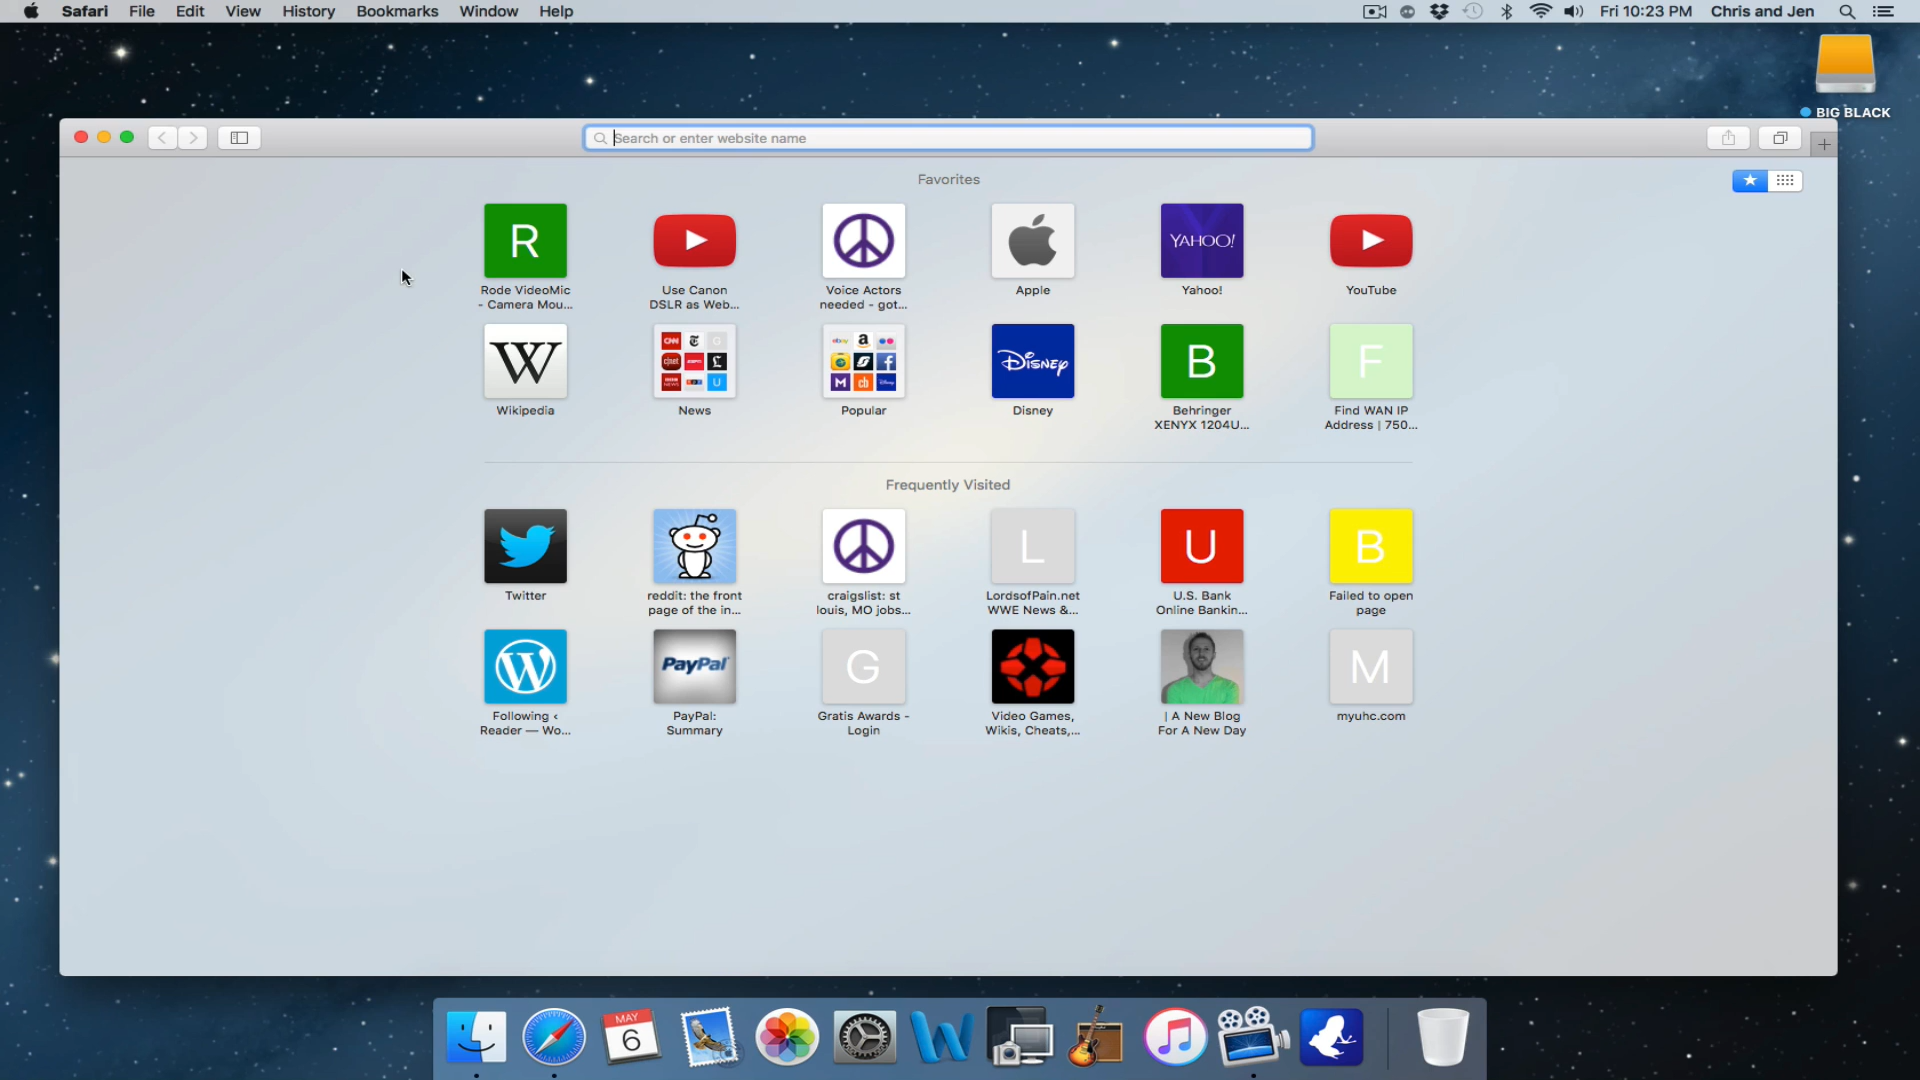 Safari File Edit View History Bookmarks Window Help Fri 10:23 PM Chris and Jen
BIG BLACK
Search or enter website name
Favorites
R
YAHOO!
Rode VideoMic
- Camera Mou...
Use Canon
DSLR as Web...
Voice Actors
needed - got...
Apple
Yahoo!
YouTube
W
CNN
ebay a
Disney
B
F
Wikipedia
News
Popular
Disney
Behringer
XENYX 1204U...
Find WAN IP
Address | 750...
Frequently Visited
L
U
B
Twitter
reddit: the front
page of the in...
craigslist: st
louis, MO jobs...
LordsofPain.net
WWE News &...
U.S. Bank
Online Bankin...
Failed to open
page
W
PayPal
G
M
Following ‹
Reader — Wo...
PayPal:
Summary
Gratis Awards -
Login
Video Games,
Wikis, Cheats,...
| A New Blog
For A New Day
myuhc.com
MAY
6
W